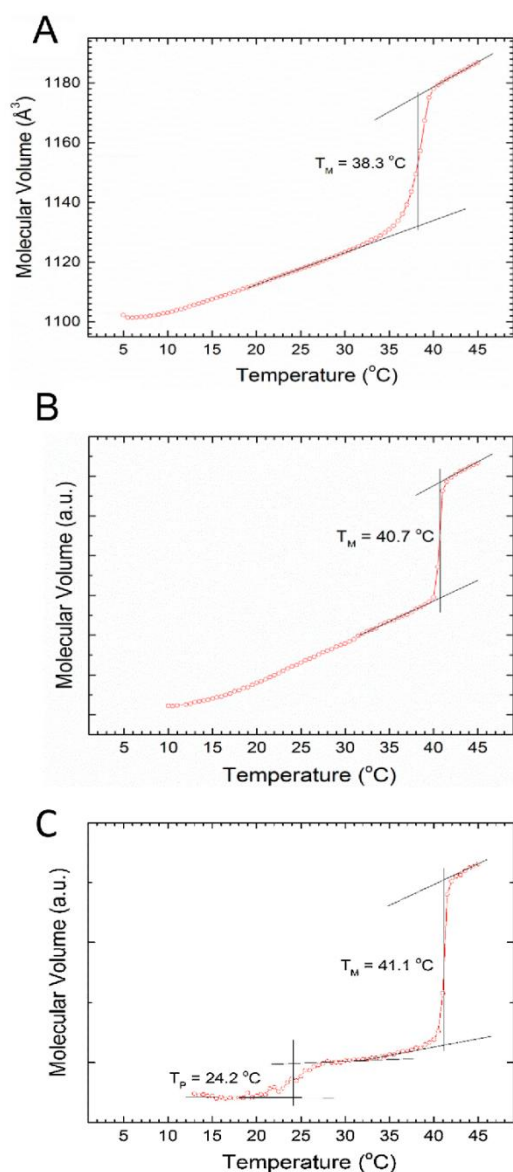 A
Molecular Volume (Å³)
1180
1160
1140
1120
1100
T_M = 38.3 °C
5 10 15 20 25 30 35 40 45
Temperature (°C)
B
Molecular Volume (a.u.)
T_M = 40.7 °C
5 10 15 20 25 30 35 40 45
Temperature (°C)
C
Molecular Volume (a.u.)
T_M = 41.1 °C
T_P = 24.2 °C
5 10 15 20 25 30 35 40 45
Temperature (°C)